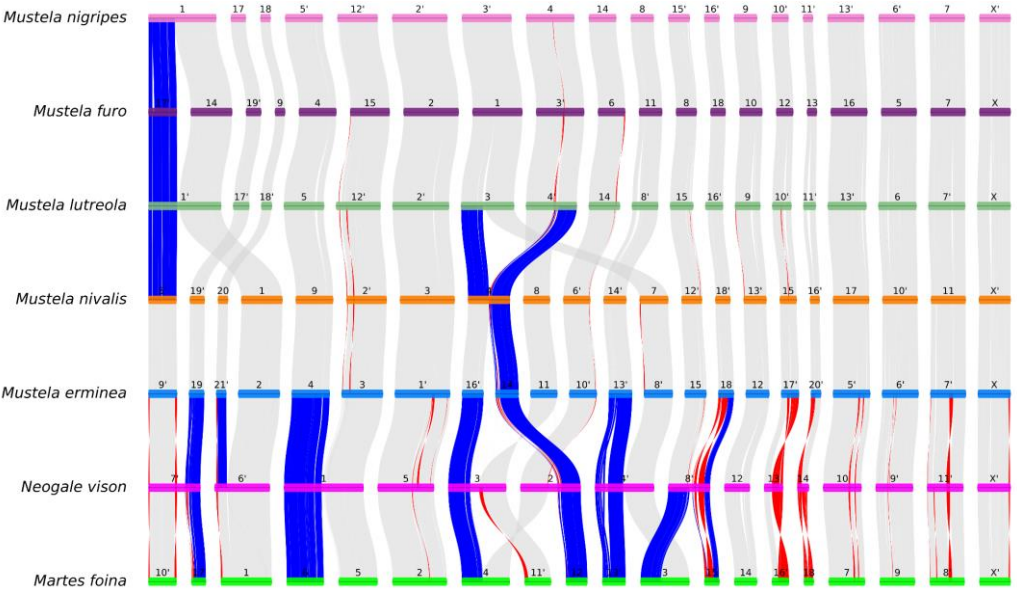 Mustela nigripes 1 17 18 5' 12' 2' 3' 4 14 8 15' 16' 10' 11' 13' 6' 7 X'
Mustela furo 14 19' 9 4 15 2 1 3' 6 11 8 18 10 12 13 16 5 7 X
Mustela lutreola 1' 17' 18' 5 12' 2' 3 4' 14 8' 15 16' 9 10' 11' 13' 6 7' X
Mustela nivalis 19' 20 1 9 2' 3 8 6' 14' 7 12' 18' 13' 15 16' 17 10' 11 X'
Mustela erminea 9' 19 21' 2 4 3 1' 16' 14 11 10' 13' 8' 15 18 12 17' 20' 5' 6' 7' X
Neogale vison 7' 6' 1 5 3 2 4' 8' 12 13 14 10 9' 11' X'
Martes foina 10' 1 5 2 4 11' 3 15 14 16' 18 7 9 8 X'